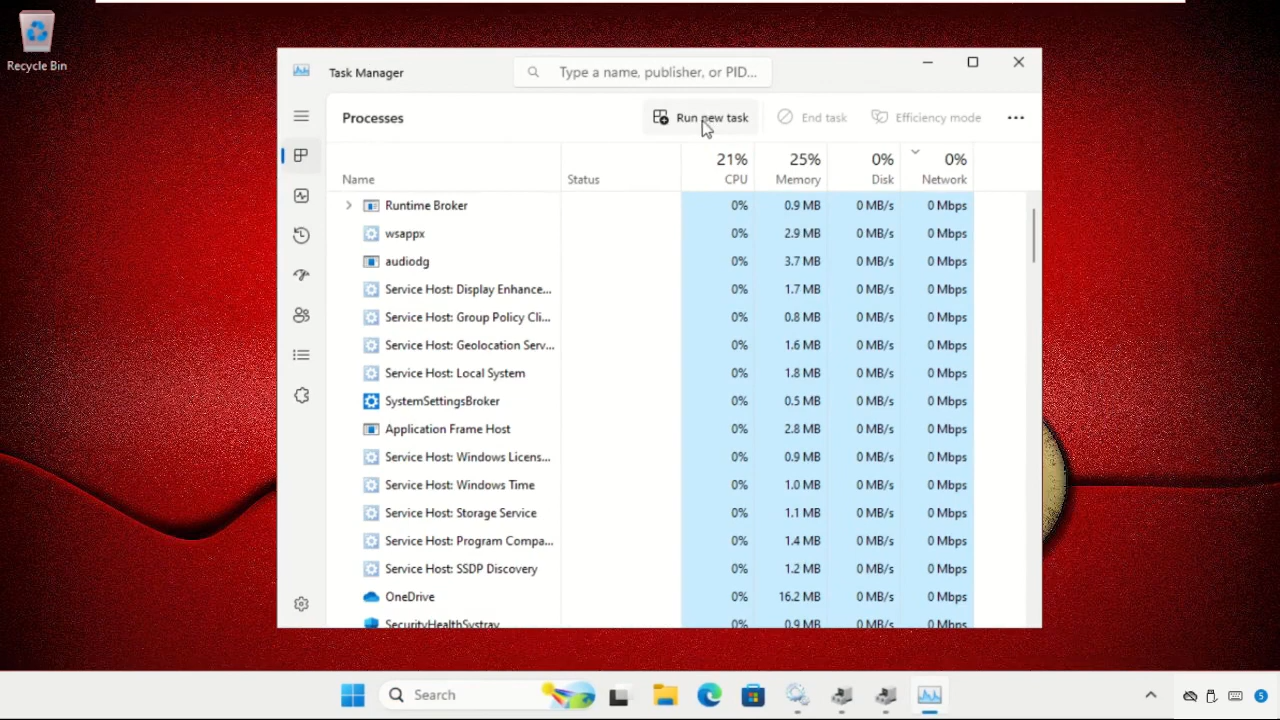 Recycle Bin
Task Manager
Type a name, publisher, or PID...
Processes
Run new task
End task
Efficiency mode
21% 25% 0% 0%
Name Status CPU Memory Disk Network
Runtime Broker 0% 0.9 MB 0 MB/s 0 Mbps
wsappx 0% 2.9 MB 0 MB/s 0 Mbps
audiodg 0% 3.7 MB 0 MB/s 0 Mbps
Service Host: Display Enhance... 0% 1.7 MB 0 MB/s 0 Mbps
Service Host: Group Policy Cli... 0% 0.8 MB 0 MB/s 0 Mbps
Service Host: Geolocation Serv... 0% 1.6 MB 0 MB/s 0 Mbps
Service Host: Local System 0% 1.8 MB 0 MB/s 0 Mbps
SystemSettingsBroker 0% 0.5 MB 0 MB/s 0 Mbps
Application Frame Host 0% 2.8 MB 0 MB/s 0 Mbps
Service Host: Windows Licens... 0% 0.9 MB 0 MB/s 0 Mbps
Service Host: Windows Time 0% 1.0 MB 0 MB/s 0 Mbps
Service Host: Storage Service 0% 1.1 MB 0 MB/s 0 Mbps
Service Host: Program Compa... 0% 1.4 MB 0 MB/s 0 Mbps
Service Host: SSDP Discovery 0% 1.2 MB 0 MB/s 0 Mbps
OneDrive 0% 16.2 MB 0 MB/s 0 Mbps
SecurityHealthSystray 0% 0.9 MB 0 MB/s 0 Mbps
Search
5